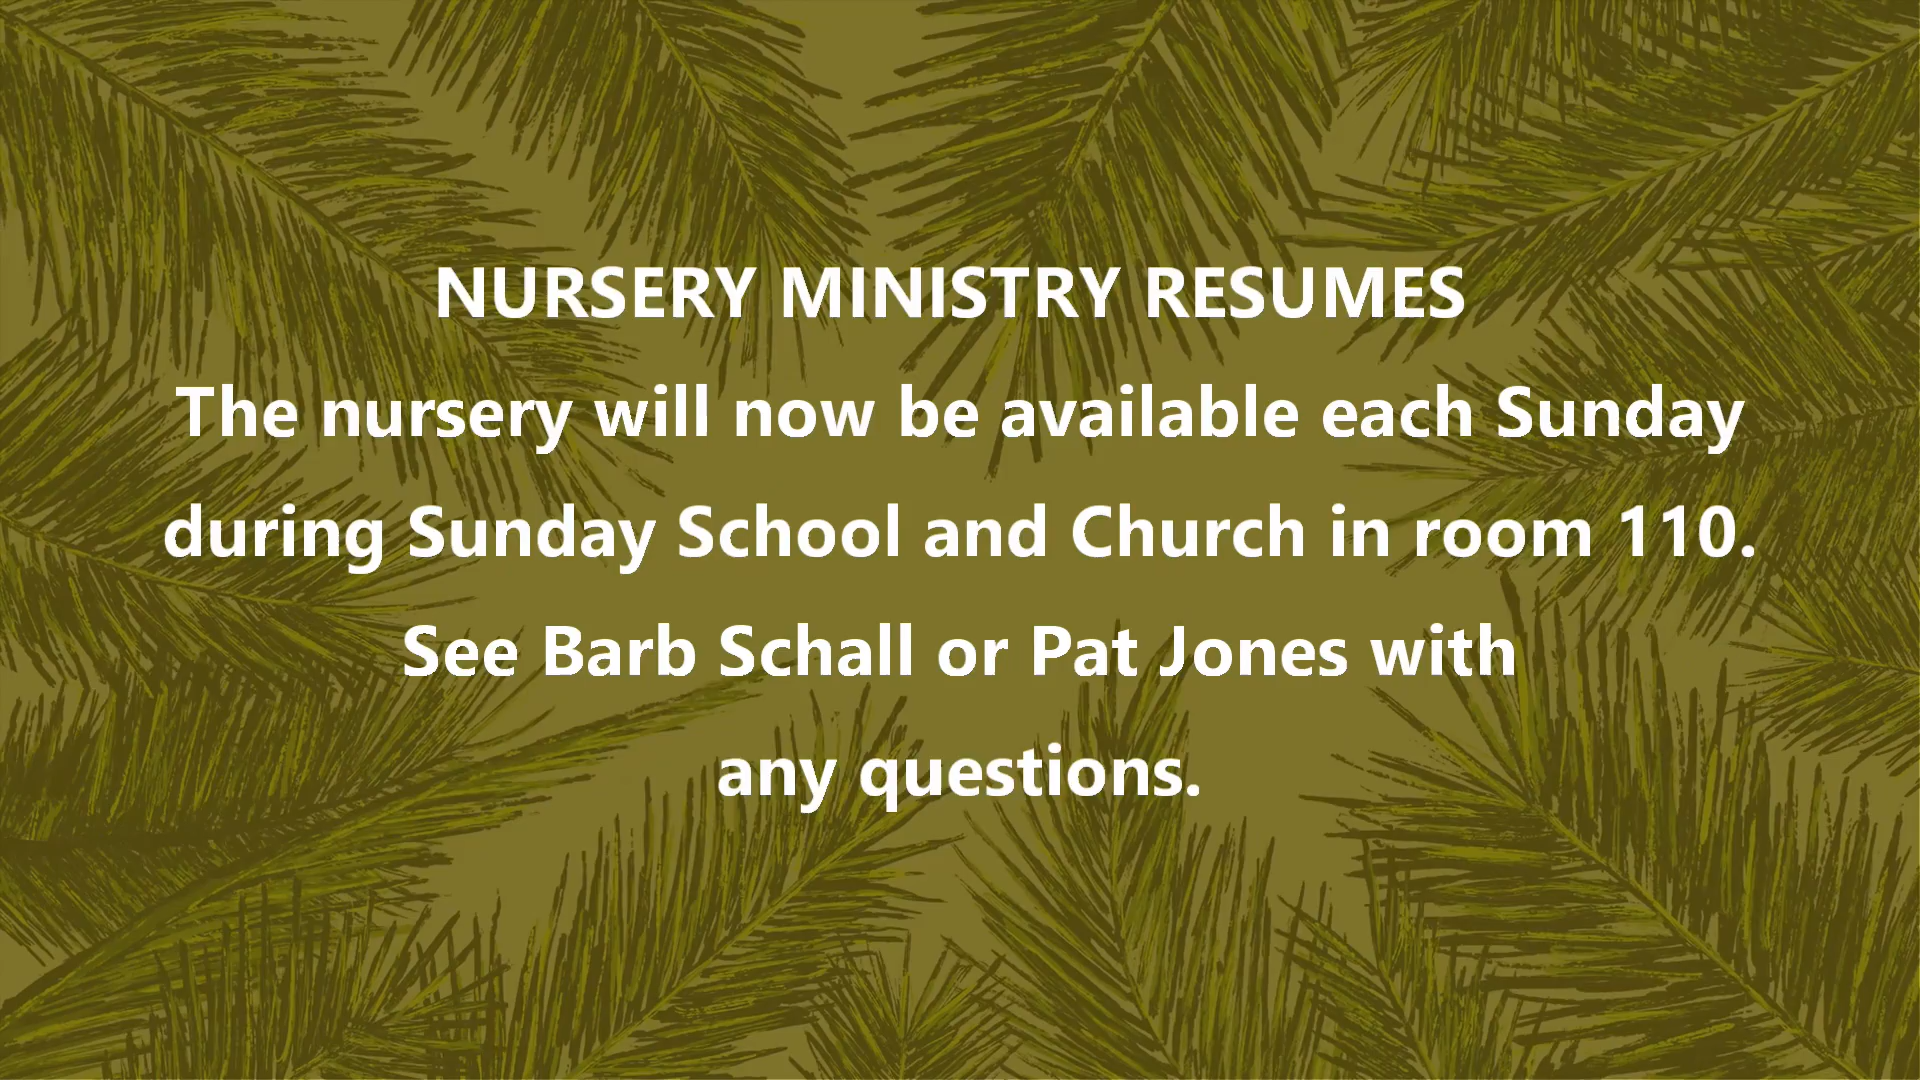 NURSERY MINISTRY RESUMES
The nursery will now be available each Sunday
during Sunday School and Church in room 110.
See Barb Schall or Pat Jones with
any questions.